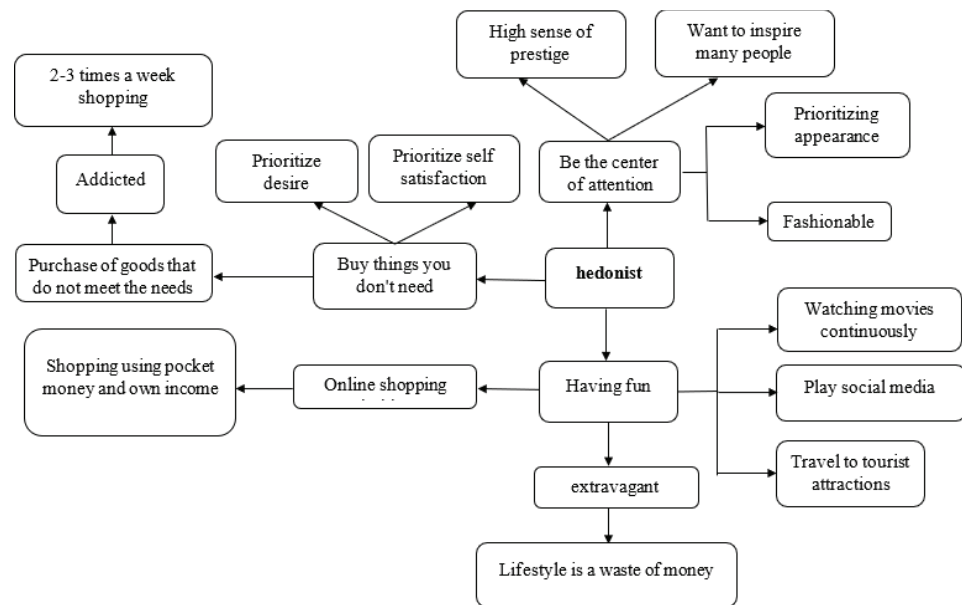 High sense of
prestige
Want to inspire
many people
2-3 times a week
shopping
Prioritizing
appearance
Prioritize
desire
Prioritize self
satisfaction
Be the center
of attention
Addicted
Fashionable
Purchase of goods that
do not meet the needs
Buy things you
don't need
hedonist
Watching movies
continuously
Shopping using pocket
money and own income
Online shopping
Having fun
Play social media
Travel to tourist
attractions
extravagant
Lifestyle is a waste of money